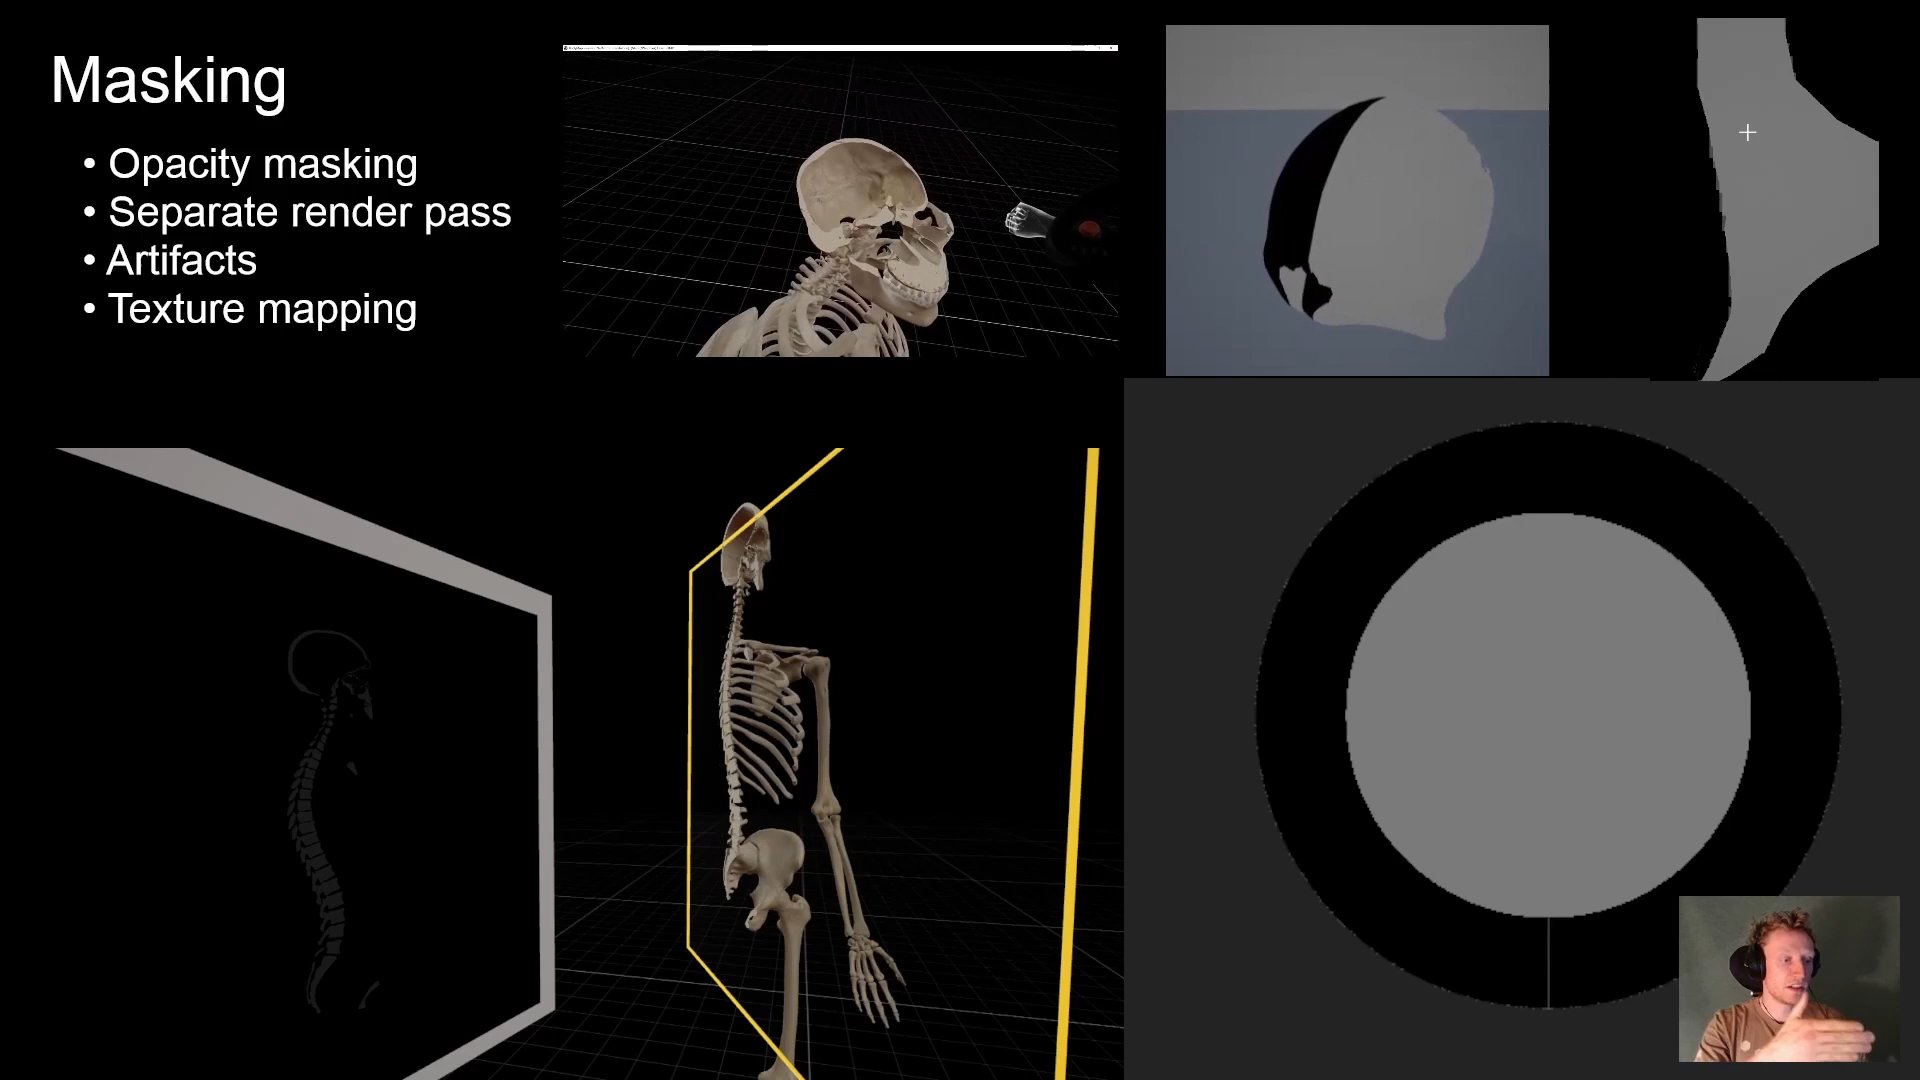 Masking
• Opacity masking
• Separate render pass
• Artifacts
• Texture mapping